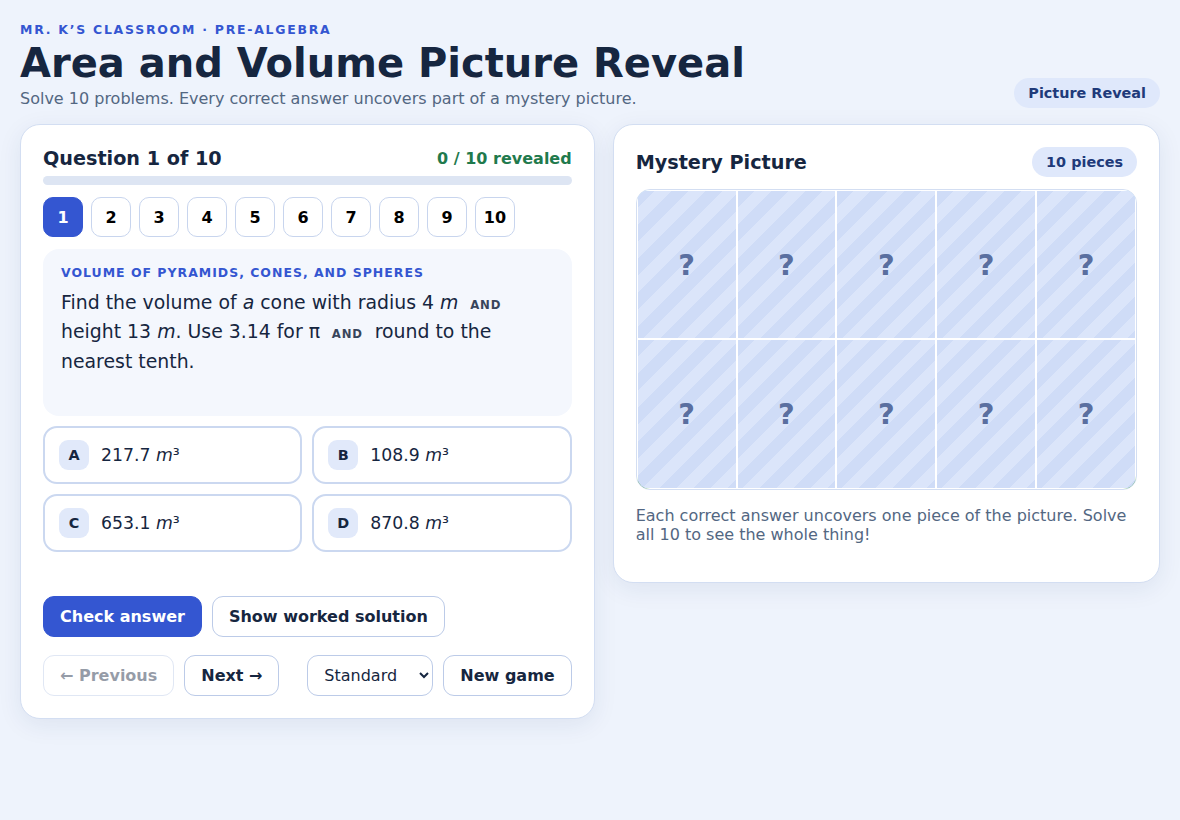 MR. K’S CLASSROOM · PRE-ALGEBRA
Area and Volume Picture Reveal
Solve 10 problems. Every correct answer uncovers part of a mystery picture.
Picture Reveal
Question 1 of 10
0 / 10 revealed
1 2 3 4 5 6 7 8 9 10
VOLUME OF PYRAMIDS, CONES, AND SPHERES
Find the volume of a cone with radius 4 m AND
height 13 m. Use 3.14 for π AND round to the
nearest tenth.
A 217.7 m³
B 108.9 m³
C 653.1 m³
D 870.8 m³
Check answer
Show worked solution
← Previous
Next →
Standard
New game
Mystery Picture
10 pieces
? ? ? ? ?
? ? ? ? ?
Each correct answer uncovers one piece of the picture. Solve
all 10 to see the whole thing!